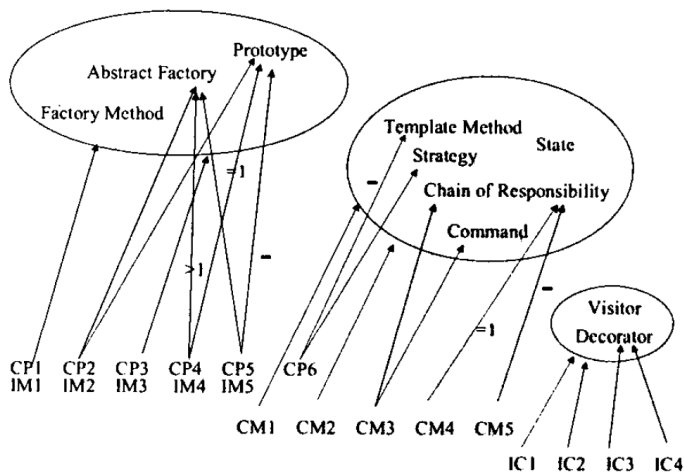 Prototype
Abstract Factory
Factory Method
Template Method
State
Strategy
Chain of Responsibility
Command
=1
>1
-
-
-
=1
Visitor
Decorator
CP1 CP2 CP3 CP4 CP5 CP6
IM1 IM2 IM3 IM4 IM5
CM1 CM2 CM3 CM4 CM5
IC1 IC2 IC3 IC4